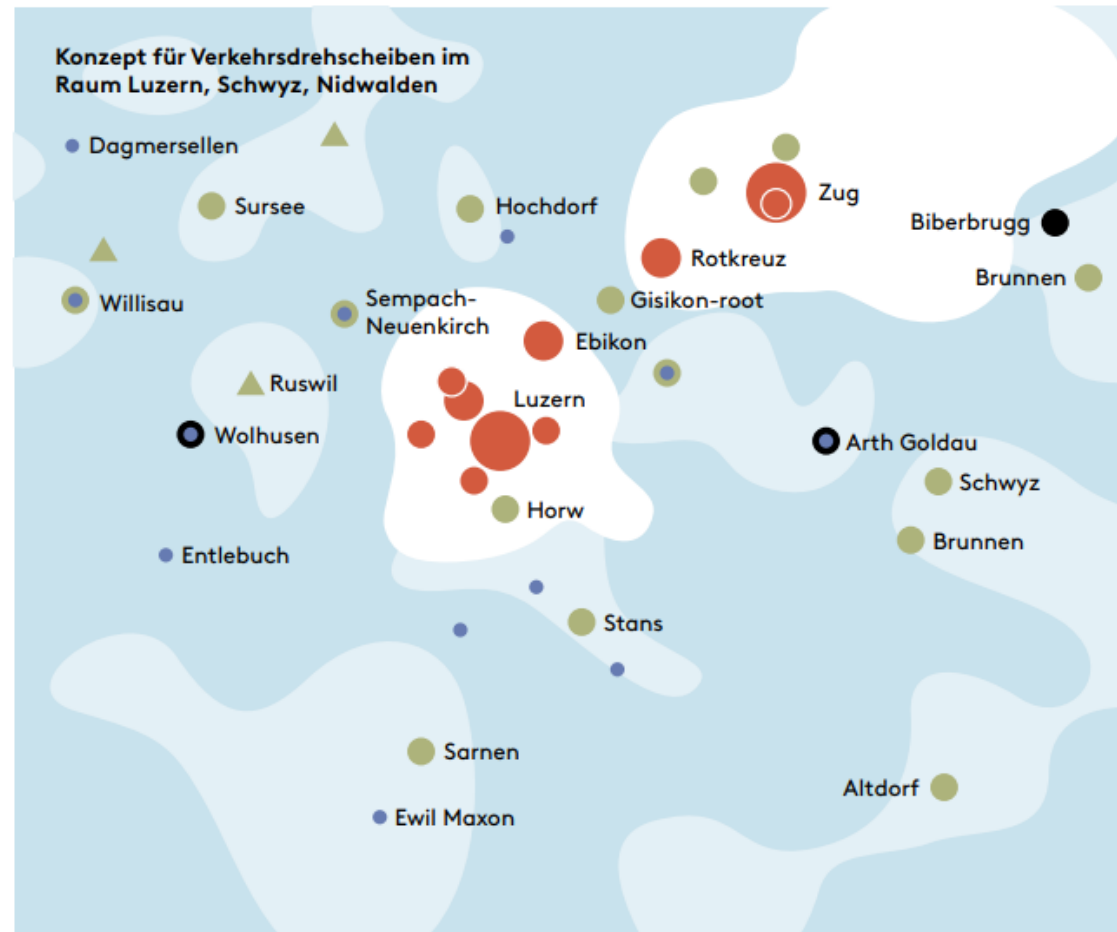 Konzept für Verkehrsdrehscheiben im
Raum Luzern, Schwyz, Nidwalden
Dagmersellen
Sursee
Hochdorf
Zug
Biberbrugg
Rotkreuz
Brunnen
Willisau
Sempach-
Neuenkirch
Gisikon-root
Ebikon
Ruswil
Luzern
Wolhusen
Arth Goldau
Schwyz
Horw
Brunnen
Entlebuch
Stans
Sarnen
Altdorf
Ewil Maxon